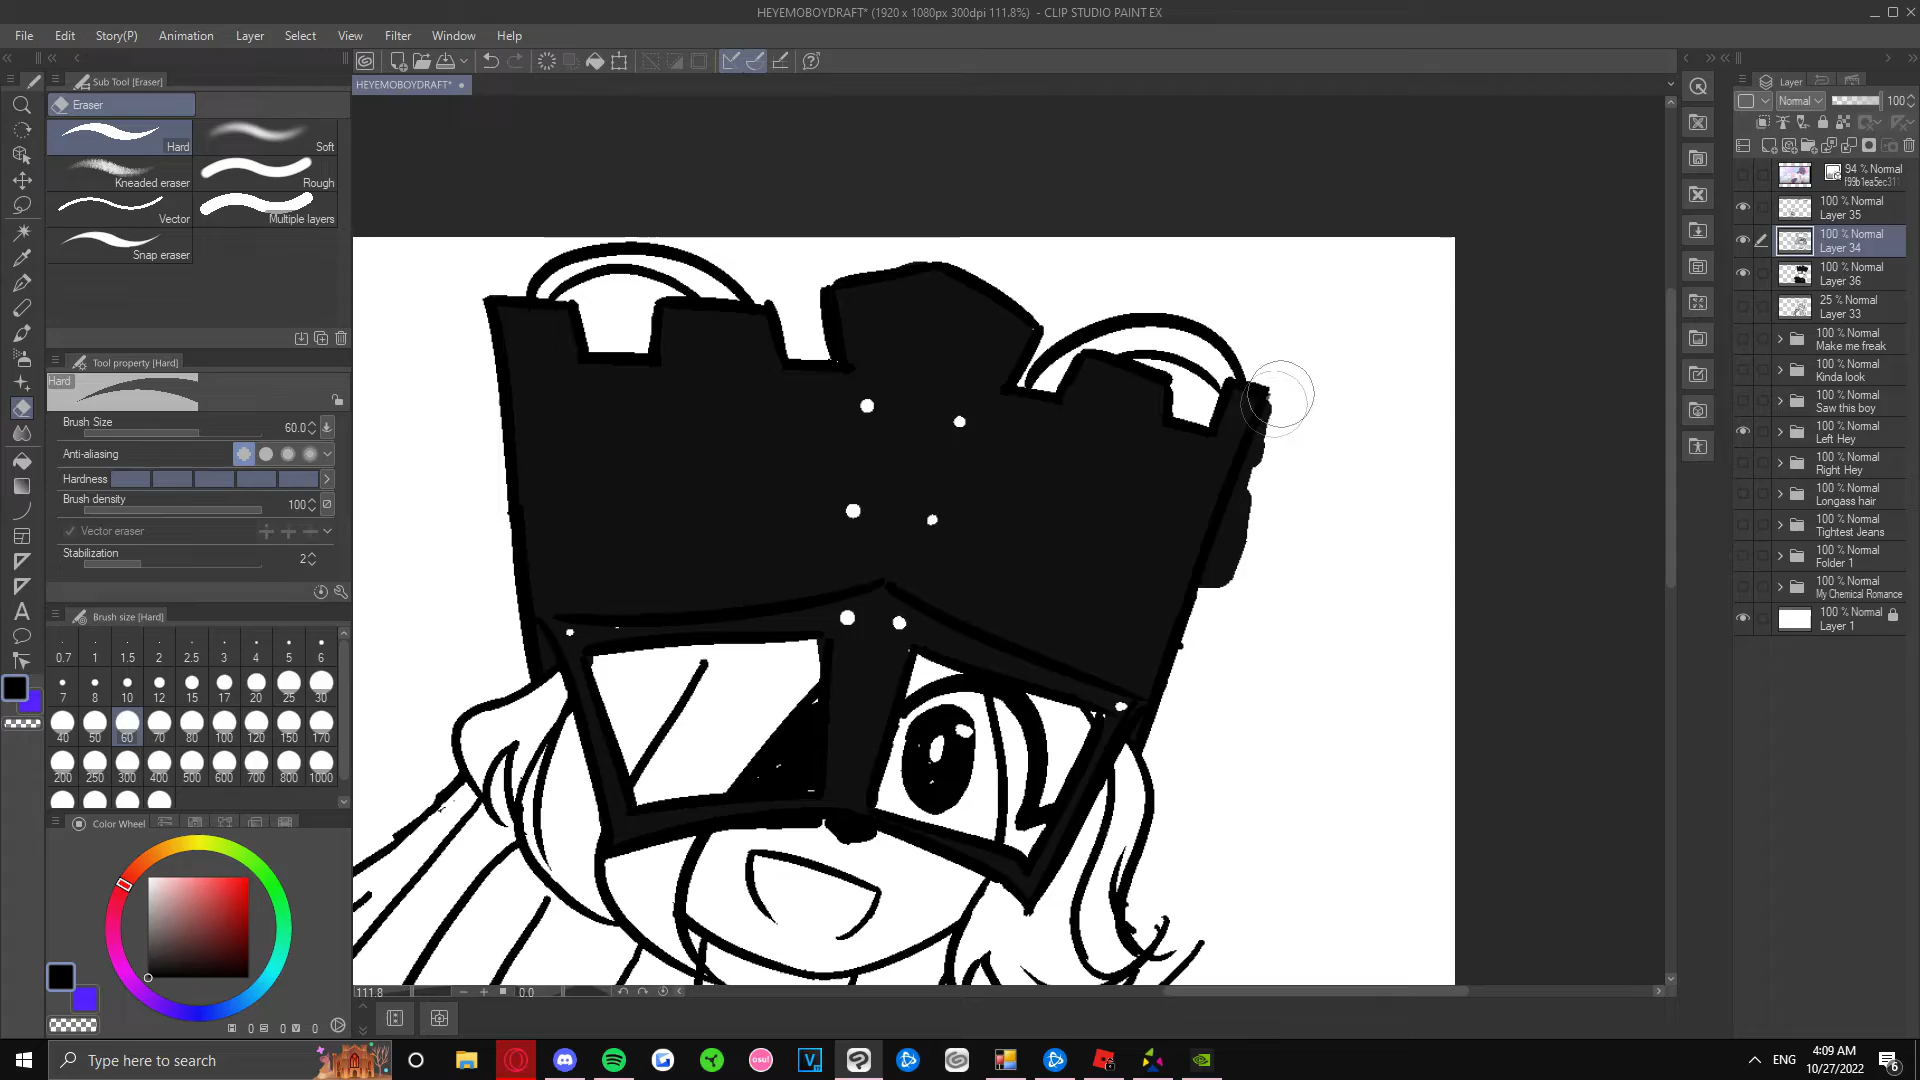 HEYEMOBOYDRAFT* (1920 x 1080px 300dpi 111.8%) - CLIP STUDIO PAINT EX
File Edit Story(P) Animation Layer Select View Filter Window Help
Sub Tool [Eraser]
HEYEMOBOYDRAFT*
Layer
Eraser
Normal 100
Hard Soft
Kneaded eraser Rough
Vector Multiple layers
Snap eraser
94 % Normal
f99b1ea5ec31
100 % Normal
Layer 35
100 % Normal
Layer 34
100 % Normal
Layer 36
25 % Normal
Layer 33
100 % Normal
Make me freak
100 % Normal
Kinda look
100 % Normal
Saw this boy
100 % Normal
Left Hey
100 % Normal
Right Hey
100 % Normal
Longass hair
100 % Normal
Tightest Jeans
100 % Normal
Folder 1
100 % Normal
My Chemical Romance
100 % Normal
Layer 1
Tool property [Hard]
Hard
Brush Size 60.0
Anti-aliasing
Hardness
Brush density 100
Vector eraser
Stabilization 2
Brush size [Hard]
0.7 1 1.5 2 2.5 3 4 5 6
7 8 10 12 15 17 20 25 30
40 50 60 70 80 100 120 150 170
200 250 300 400 500 600 700 800 1000
Color Wheel
0 0 0
111.8 0.0
Type here to search
osu!
ENG
4:09 AM
10/27/2022
6